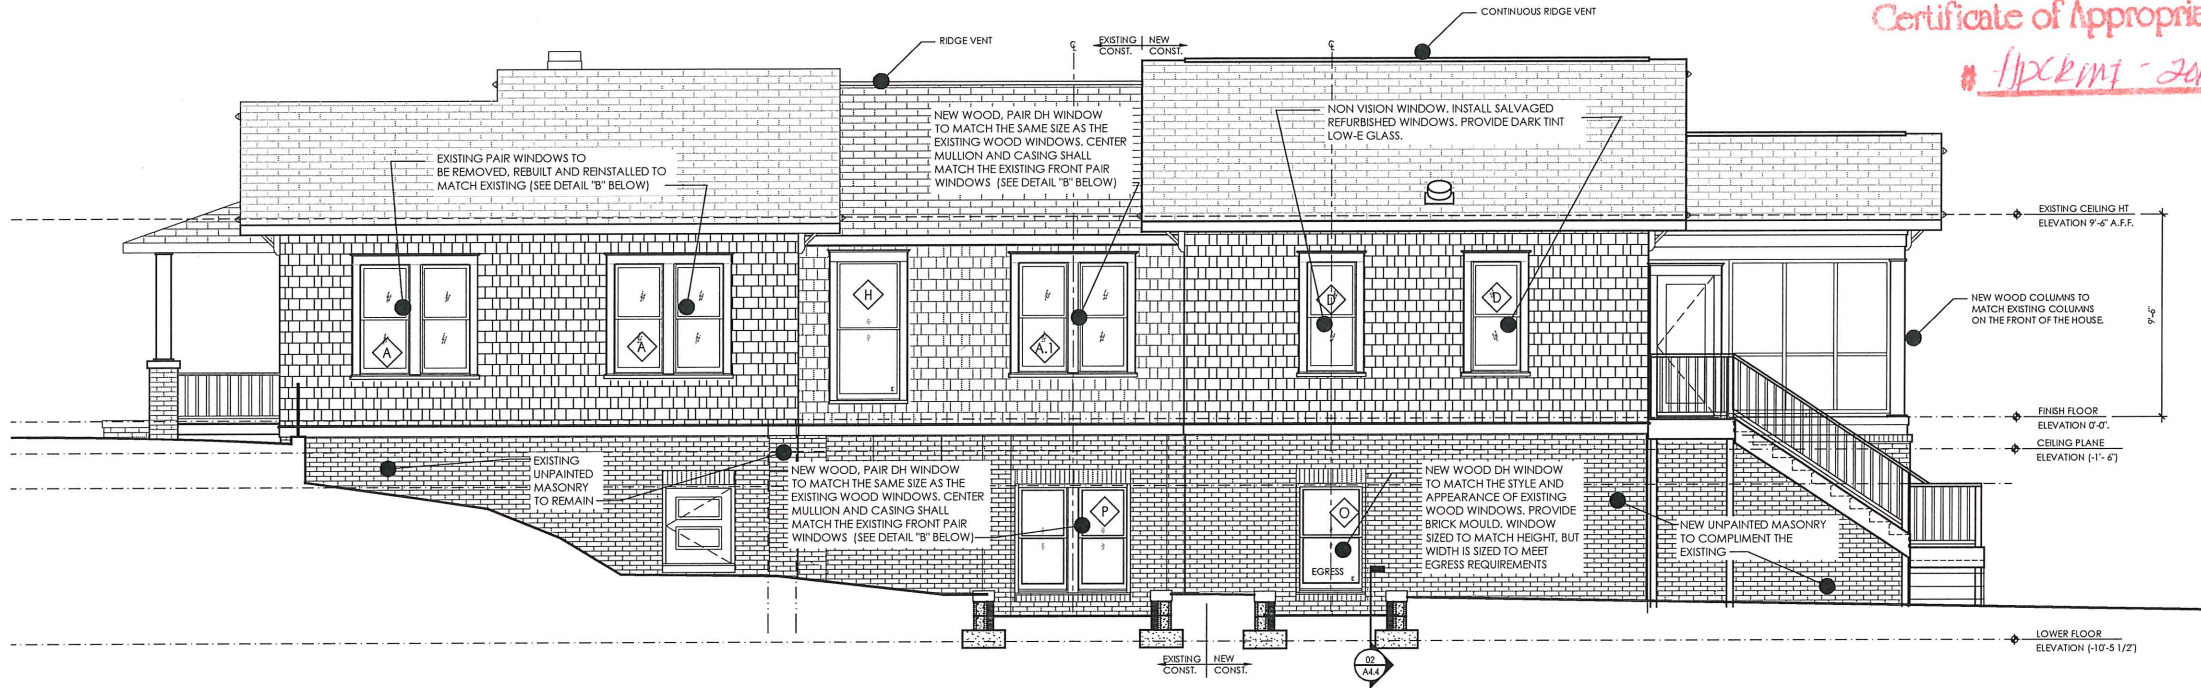 Certificate of Appropria
#
CONTINUOUS RIDGE VENT
RIDGE VENT
EXISTING NEW
CONST. CONST.
NEW WOOD, PAIR DH WINDOW
TO MATCH THE SAME SIZE AS THE
EXISTING WOOD WINDOWS. CENTER
MULLION AND CASING SHALL
MATCH THE EXISTING FRONT PAIR
WINDOWS (SEE DETAIL "B" BELOW)
NON VISION WINDOW. INSTALL SALVAGED
REFURBISHED WINDOWS. PROVIDE DARK TINT
LOW-E GLASS.
EXISTING PAIR WINDOWS TO
BE REMOVED, REBUILT AND REINSTALLED TO
MATCH EXISTING (SEE DETAIL "B" BELOW)
EXISTING CEILING HT
ELEVATION 9'-6" A.F.F.
H
D
D
A
A
A.1
E
NEW WOOD COLUMNS TO
MATCH EXISTING COLUMNS
ON THE FRONT OF THE HOUSE.
9'-6"
FINISH FLOOR
ELEVATION 0'-0".
CEILING PLANE
ELEVATION (-1'- 6")
EXISTING
UNPAINTED
MASONRY
TO REMAIN
NEW WOOD, PAIR DH WINDOW
TO MATCH THE SAME SIZE AS THE
EXISTING WOOD WINDOWS. CENTER
MULLION AND CASING SHALL
MATCH THE EXISTING FRONT PAIR
WINDOWS (SEE DETAIL "B" BELOW)
P
O
EGRESS
E
NEW WOOD DH WINDOW
TO MATCH THE STYLE AND
APPEARANCE OF EXISTING
WOOD WINDOWS. PROVIDE
BRICK MOULD. WINDOW
SIZED TO MATCH HEIGHT, BUT
WIDTH IS SIZED TO MEET
EGRESS REQUIREMENTS
NEW UNPAINTED MASONRY
TO COMPLIMENT THE
EXISTING
LOWER FLOOR
ELEVATION (-10'-5 1/2")
EXISTING NEW
CONST. CONST.
02
A4.4